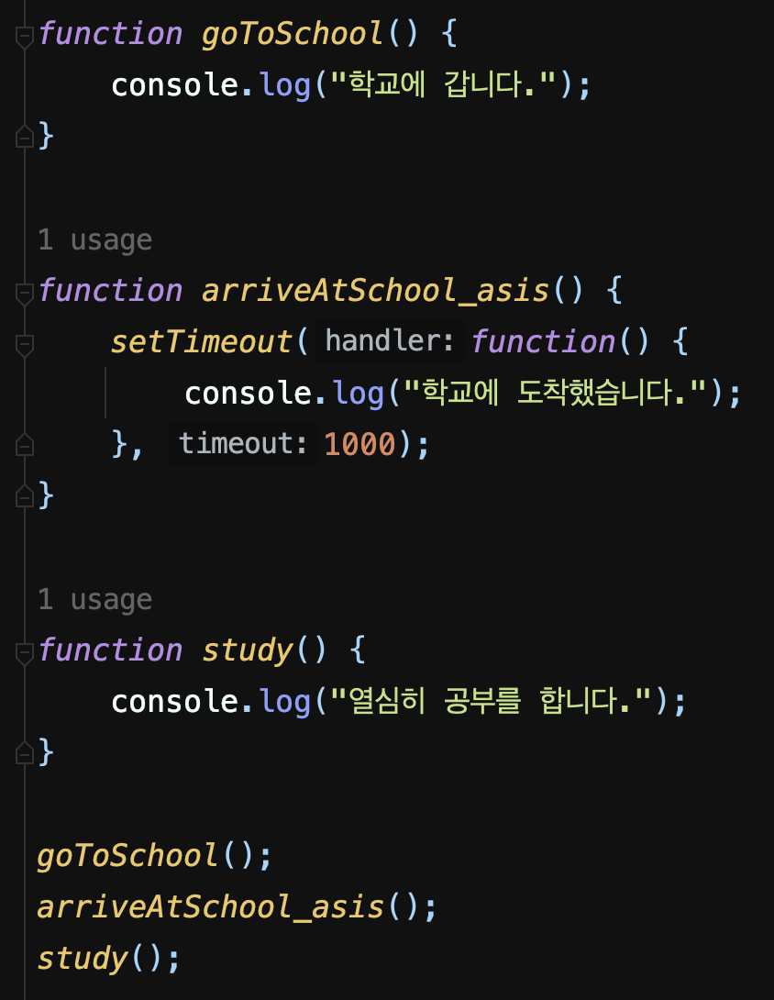 function goToSchool() {
    console.log("학교에 갑니다.");
}
1 usage
function arriveAtSchool_asis() {
    setTimeout( handler: function() {
        console.log("학교에 도착했습니다.");
    },  timeout: 1000);
}
1 usage
function study() {
    console.log("열심히 공부를 합니다.");
}
goToSchool();
arriveAtSchool_asis();
study();